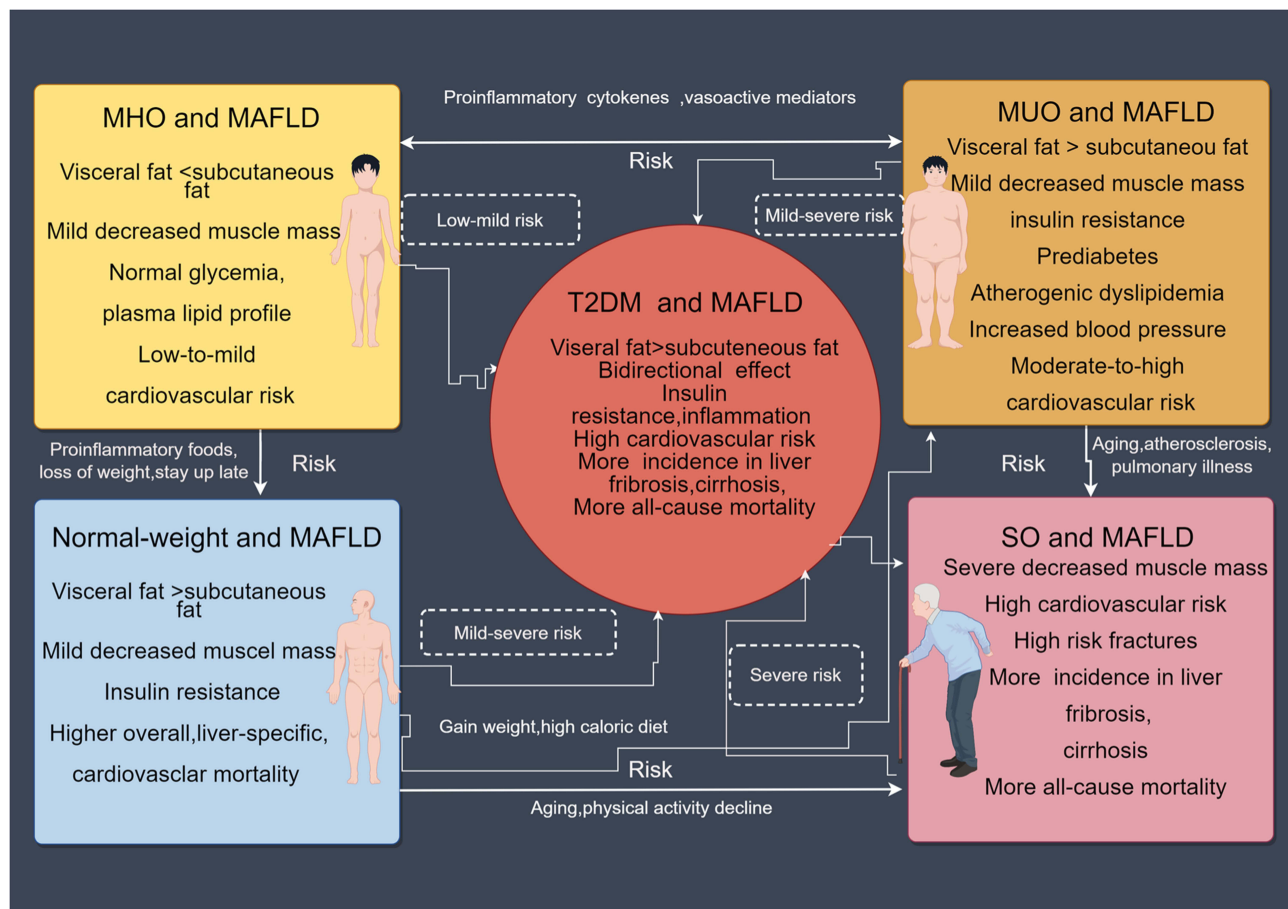 Proinflammatory cytokenes ,vasoactive mediators
Risk
MHO and MAFLD
Visceral fat <subcutaneous
fat
Mild decreased muscle mass
Normal glycemia,
plasma lipid profile
Low-to-mild
cardiovascular risk
Low-mild risk
Mild-severe risk
MUO and MAFLD
Visceral fat > subcutaneou fat
Mild decreased muscle mass
insulin resistance
Prediabetes
Atherogenic dyslipidemia
Increased blood pressure
Moderate-to-high
cardiovascular risk
T2DM and MAFLD
Viseral fat>subcuteneous fat
Bidirectional effect
Insulin
resistance,inflammation
High cardiovascular risk
More incidence in liver
fribrosis,cirrhosis,
More all-cause mortality
Proinflammatory foods,
loss of weight,stay up late
Risk
Risk
Aging,atherosclerosis,
pulmonary illness
Normal-weight and MAFLD
Visceral fat >subcutaneous
fat
Mild decreased muscel mass
Insulin resistance
Higher overall,liver-specific,
cardiovasclar mortality
Mild-severe risk
Severe risk
Gain weight,high caloric diet
Risk
Aging,physical activity decline
SO and MAFLD
Severe decreased muscle mass
High cardiovascular risk
High risk fractures
More incidence in liver
fribrosis,
cirrhosis
More all-cause mortality